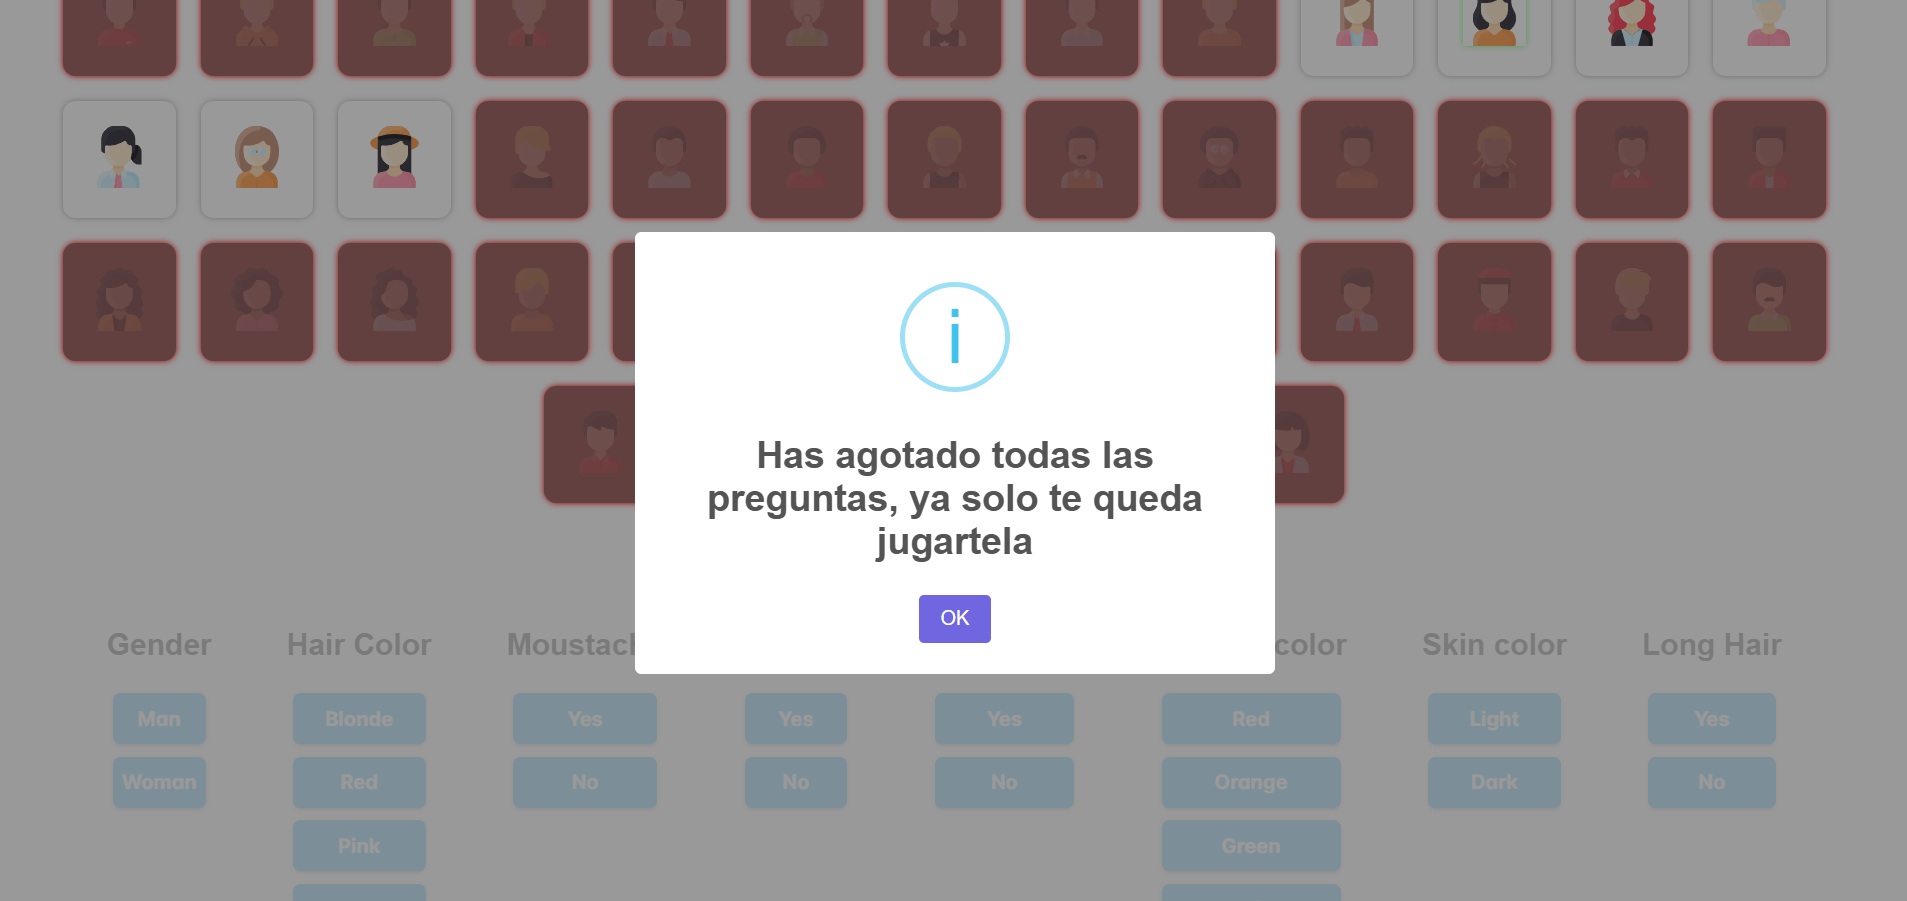 Has agotado todas las
preguntas, ya solo te queda
jugartela
OK
Gender Hair Color Moustach color Skin color Long Hair
Man Blonde Yes Yes Yes Red Light Yes
Woman Red No No No Orange Dark No
Pink Green